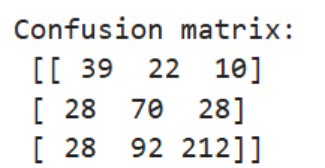 Confusion matrix:
[[ 39 22 10]
[ 28 70 28]
[ 28 92 212]]